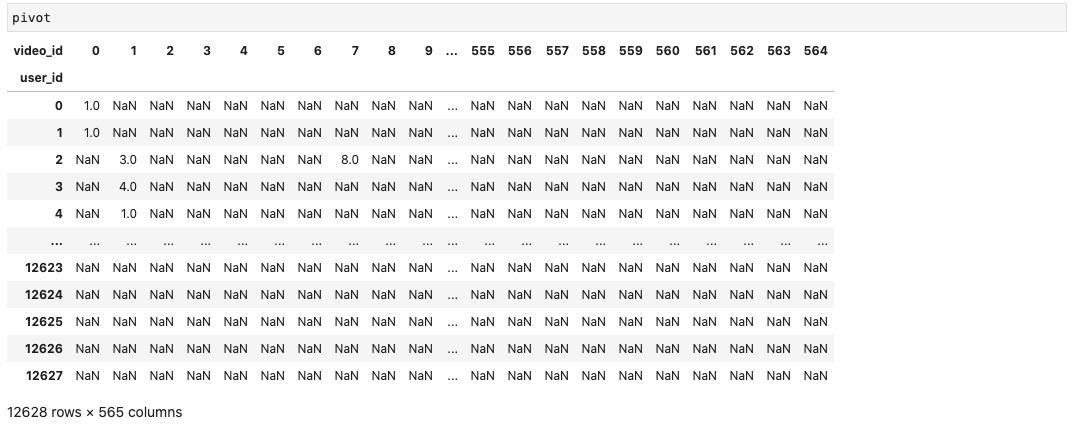 pivot
video_id 0 1 2 3 4 5 6 7 8 9 ... 555 556 557 558 559 560 561 562 563 564
user_id
0 1.0 NaN NaN NaN NaN NaN NaN NaN NaN NaN ... NaN NaN NaN NaN NaN NaN NaN NaN NaN NaN
1 1.0 NaN NaN NaN NaN NaN NaN NaN NaN NaN ... NaN NaN NaN NaN NaN NaN NaN NaN NaN NaN
2 NaN 3.0 NaN NaN NaN NaN NaN 8.0 NaN NaN ... NaN NaN NaN NaN NaN NaN NaN NaN NaN NaN
3 NaN 4.0 NaN NaN NaN NaN NaN NaN NaN NaN ... NaN NaN NaN NaN NaN NaN NaN NaN NaN NaN
4 NaN 1.0 NaN NaN NaN NaN NaN NaN NaN NaN ... NaN NaN NaN NaN NaN NaN NaN NaN NaN NaN
... ... ... ... ... ... ... ... ... ... ... ... ... ... ... ... ... ... ... ... ... ...
12623 NaN NaN NaN NaN NaN NaN NaN NaN NaN NaN ... NaN NaN NaN NaN NaN NaN NaN NaN NaN NaN
12624 NaN NaN NaN NaN NaN NaN NaN NaN NaN NaN ... NaN NaN NaN NaN NaN NaN NaN NaN NaN NaN
12625 NaN NaN NaN NaN NaN NaN NaN NaN NaN NaN ... NaN NaN NaN NaN NaN NaN NaN NaN NaN NaN
12626 NaN NaN NaN NaN NaN NaN NaN NaN NaN NaN ... NaN NaN NaN NaN NaN NaN NaN NaN NaN NaN
12627 NaN NaN NaN NaN NaN NaN NaN NaN NaN NaN ... NaN NaN NaN NaN NaN NaN NaN NaN NaN NaN
12628 rows × 565 columns